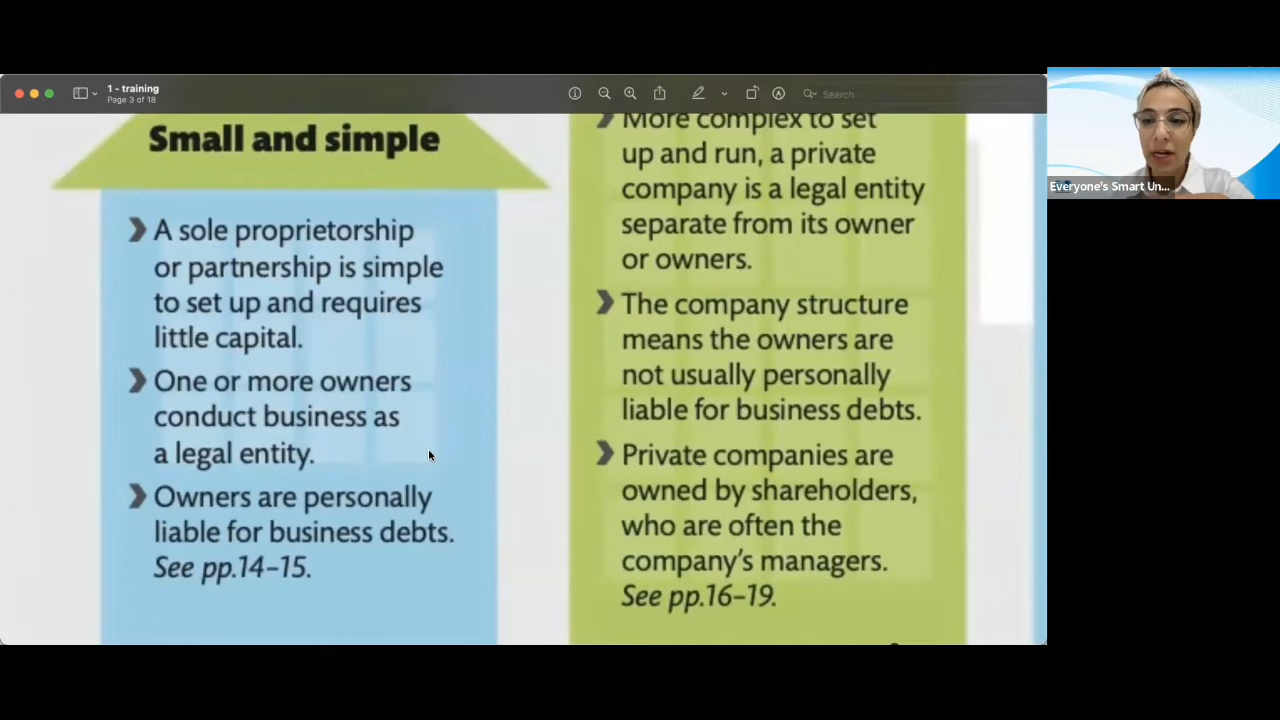 1 - training
Page 3 of 18
Search
Everyone's Smart Un...
Small and simple
❯ A sole proprietorship
or partnership is simple
to set up and requires
little capital.
❯ One or more owners
conduct business as
a legal entity.
❯ Owners are personally
liable for business debts.
See pp.14–15.
❯ More complex to set
up and run, a private
company is a legal entity
separate from its owner
or owners.
❯ The company structure
means the owners are
not usually personally
liable for business debts.
❯ Private companies are
owned by shareholders,
who are often the
company's managers.
See pp.16–19.